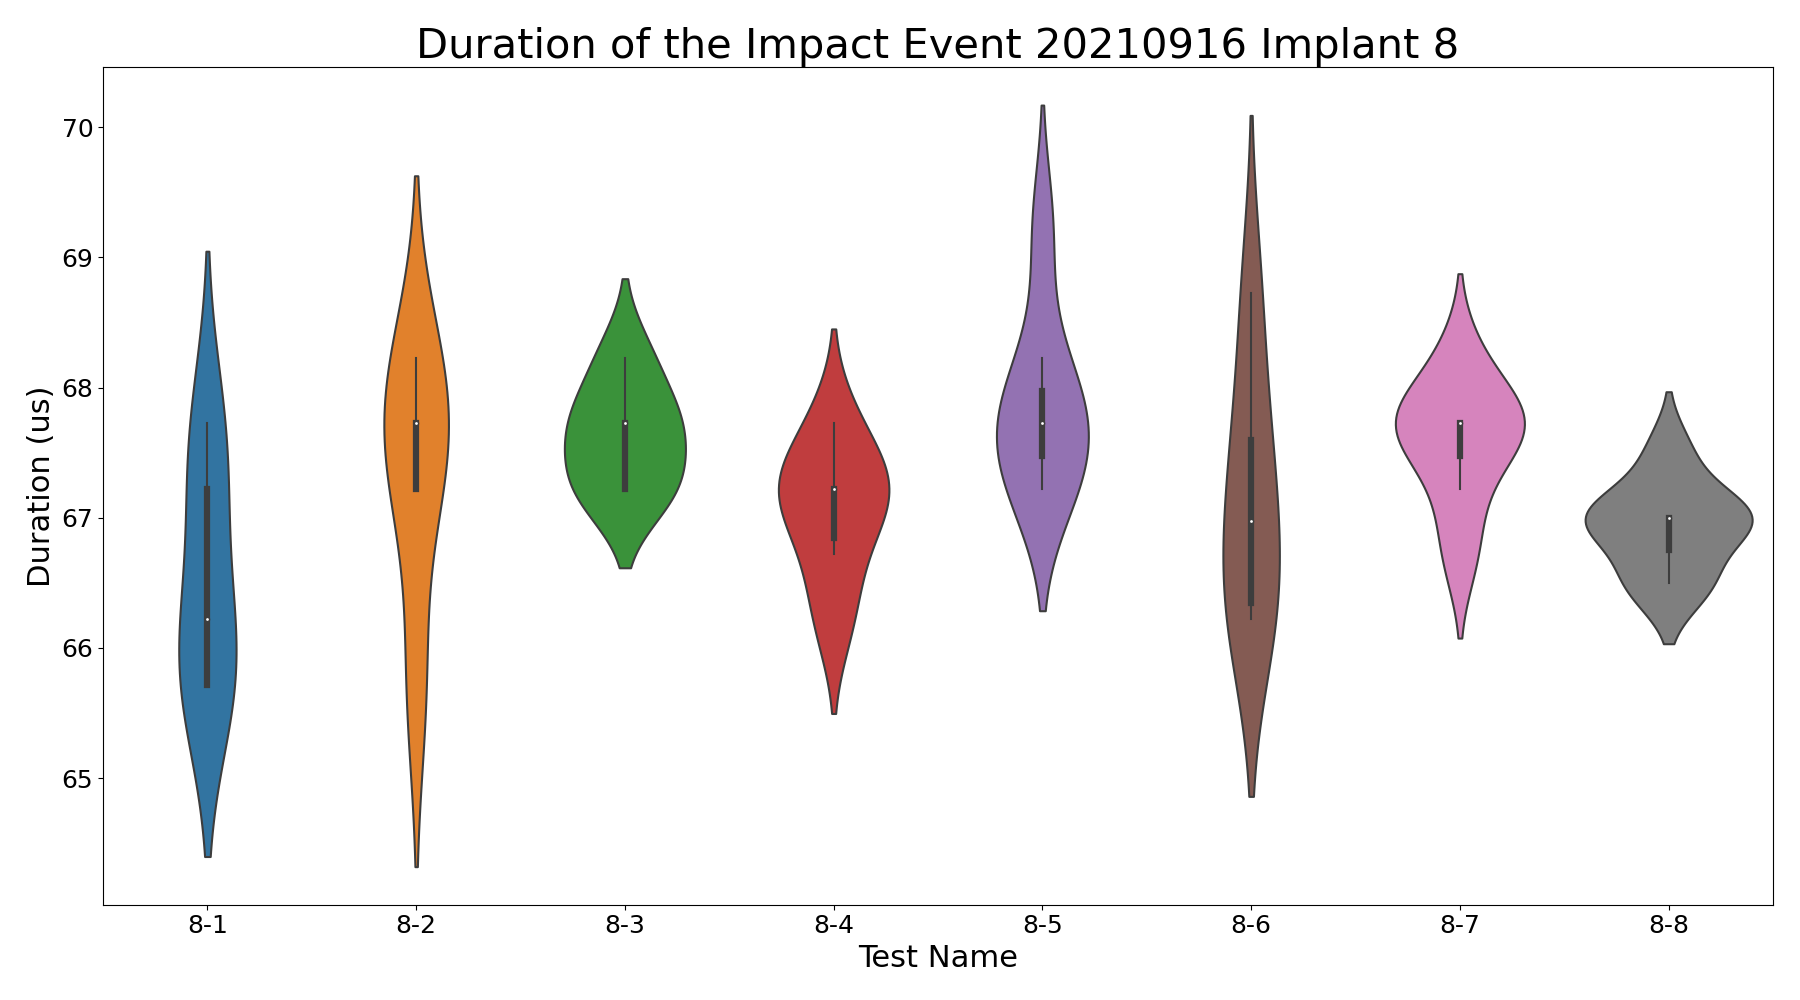 Duration of the Impact Event 20210916 Implant 8
Duration (us)
70
69
68
67
66
65
8-1 8-2 8-3 8-4 8-5 8-6 8-7 8-8
Test Name